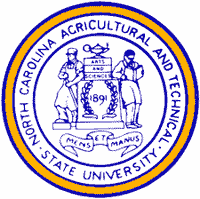 NORTH CAROLINA AGRICULTURAL AND TECHNICAL
· STATE UNIVERSITY ·
ARTS
AND
SCIENCES
1891
MENS ET MANUS